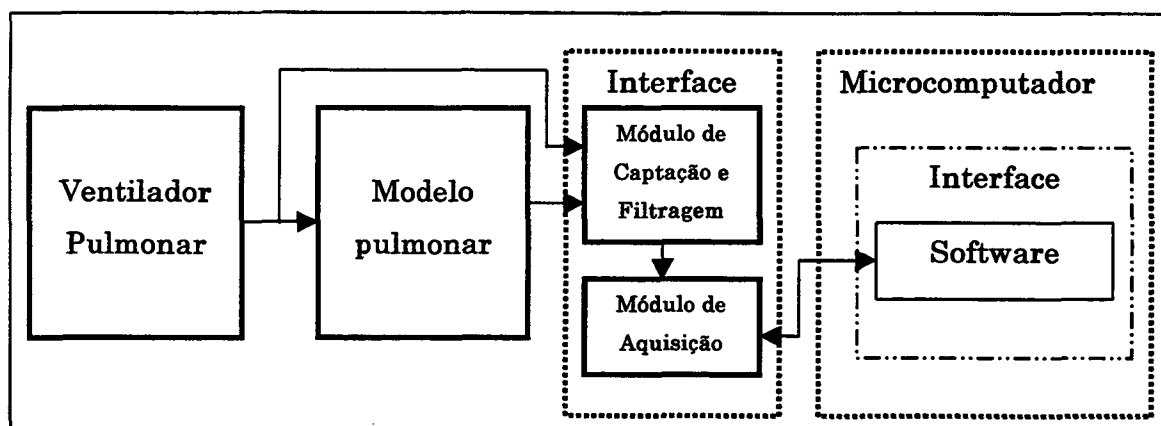 Ventilador
Pulmonar
Modelo
pulmonar
Interface
Módulo de
Captação e
Filtragem
Módulo de
Aquisição
Microcomputador
Interface
Software